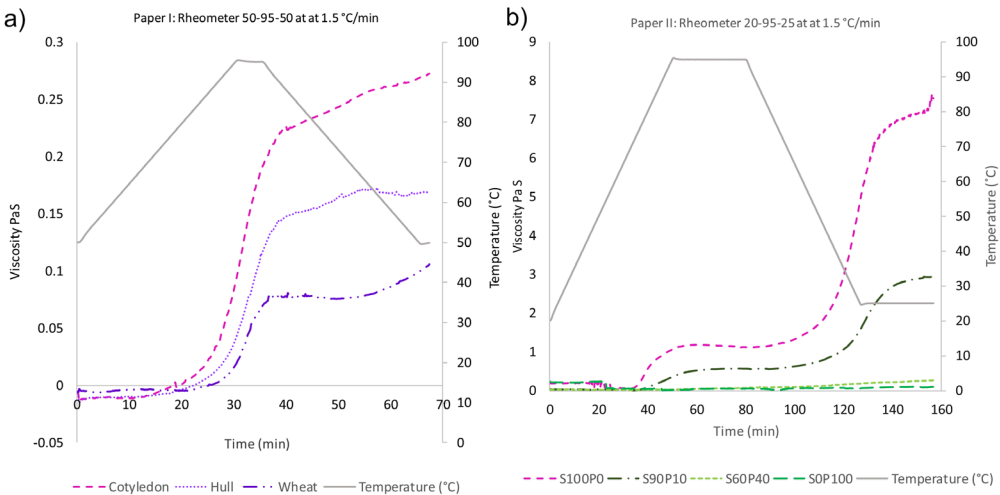 a)
Paper I: Rheometer 50-95-50 at at 1.5 °C/min
0.3
0.25
0.2
0.15
0.1
0.05
0
-0.05
Viscosity PaS
100
90
80
70
60
50
40
30
20
10
0
Temperature (°C)
0 10 20 30 40 50 60 70
Time (min)
Cotyledon Hull Wheat Temperature (°C)
b)
Paper II: Rheometer 20-95-25 at at 1.5 °C/min
9
8
7
6
5
4
3
2
1
0
Viscosity Pa S
100
90
80
70
60
50
40
30
20
10
0
Temperature (°C)
0 20 40 60 80 100 120 140 160
Time (min)
S100P0 S90P10 S60P40 S0P100 Temperature (°C)